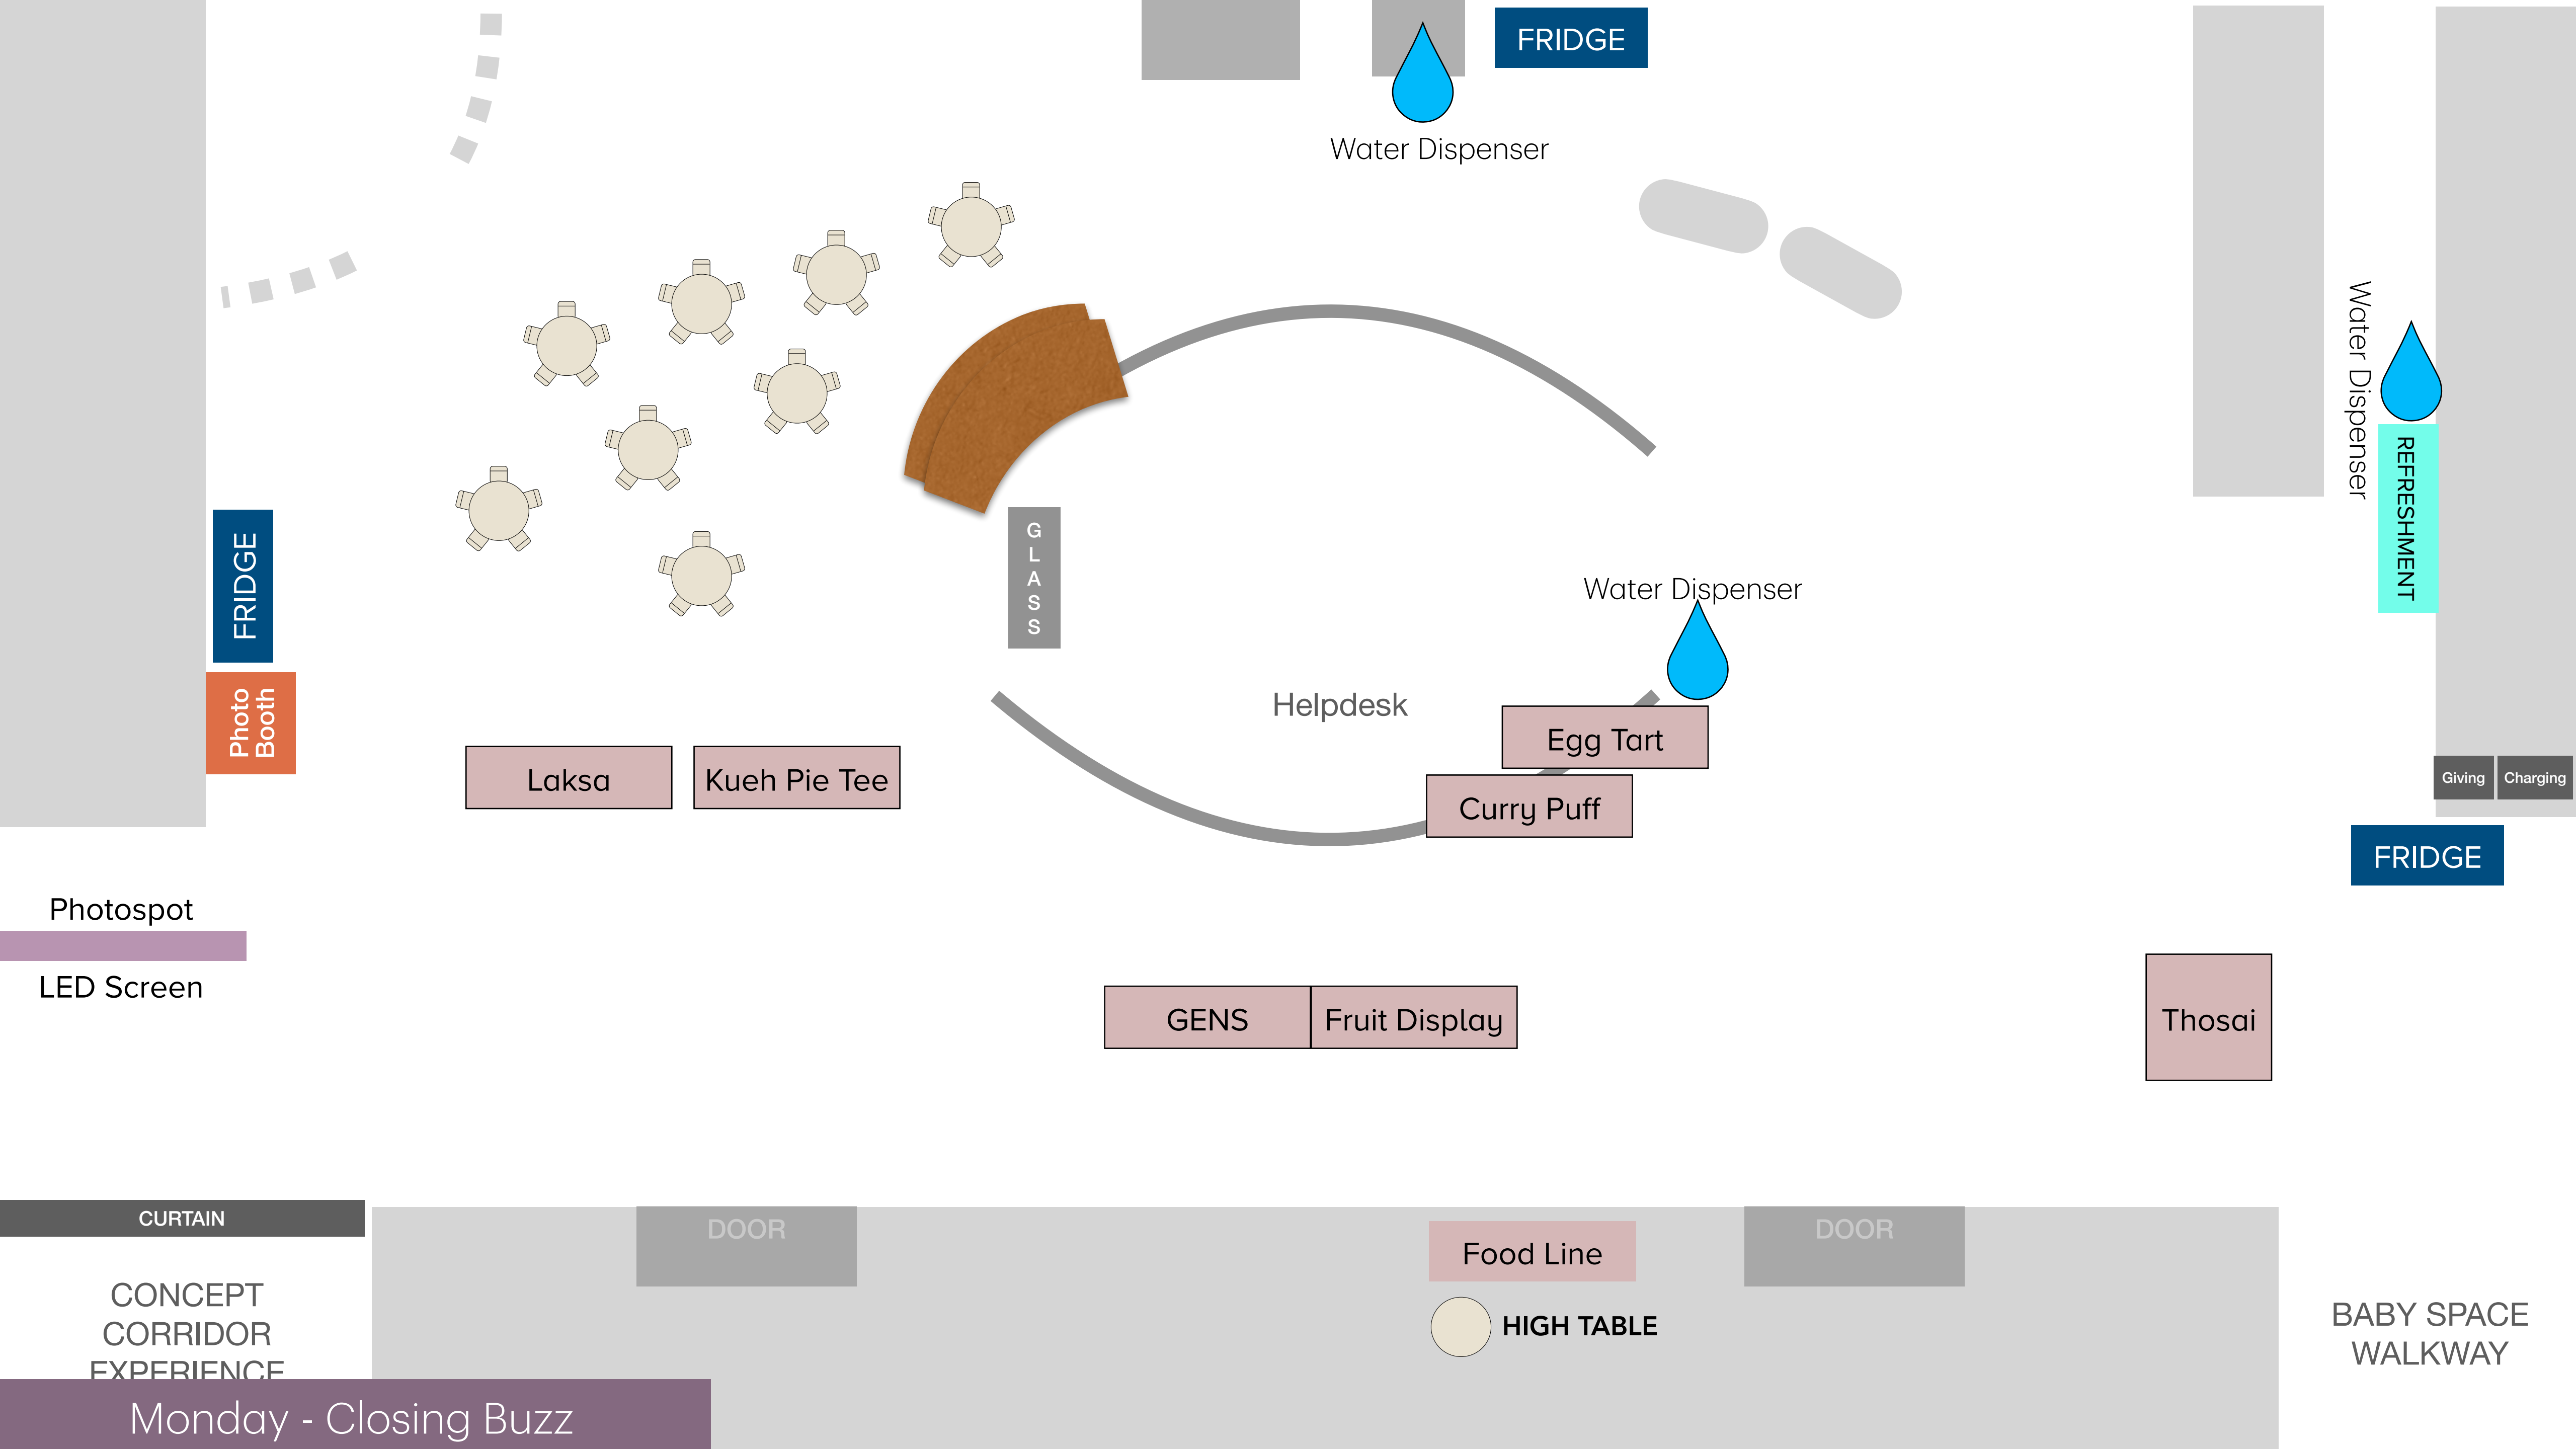 FRIDGE
Water Dispenser
Water Dispenser
REFRESHMENT
G
L
A
S
S
FRIDGE
Water Dispenser
Photo
Booth
Helpdesk
Egg Tart
Laksa
Kueh Pie Tee
Curry Puff
Giving
Charging
FRIDGE
Photospot
LED Screen
GENS
Fruit Display
Thosai
CURTAIN
DOOR
DOOR
Food Line
HIGH TABLE
CONCEPT
CORRIDOR
EXPERIENCE
BABY SPACE
WALKWAY
Monday - Closing Buzz